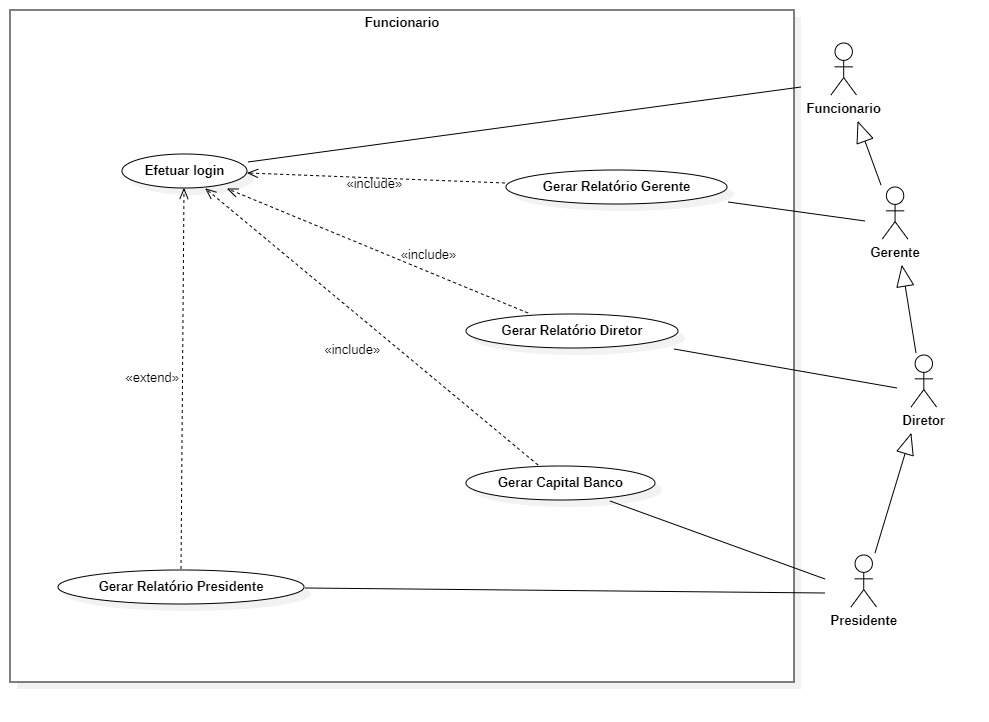 Funcionario
Funcionario
Efetuar login
«include»
Gerar Relatório Gerente
Gerente
«include»
Gerar Relatório Diretor
«include»
«extend»
Diretor
Gerar Capital Banco
Gerar Relatório Presidente
Presidente